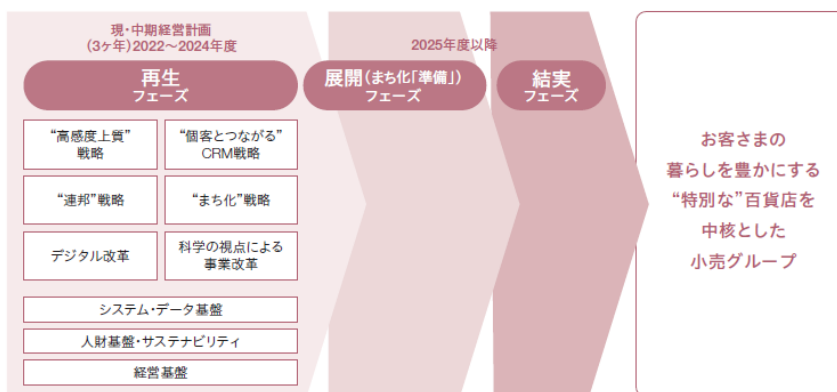 現・中期経営計画
(3ヶ年)2022〜2024年度
2025年度以降
再生
フェーズ
展開(まち化「準備」)
フェーズ
結実
フェーズ
“高感度上質”
戦略
“個客とつながる”
CRM戦略
“連邦”戦略
“まち化”戦略
デジタル改革
科学の視点による
事業改革
システム・データ基盤
人財基盤・サステナビリティ
経営基盤
お客さまの
暮らしを豊かにする
“特別な”百貨店を
中核とした
小売グループ